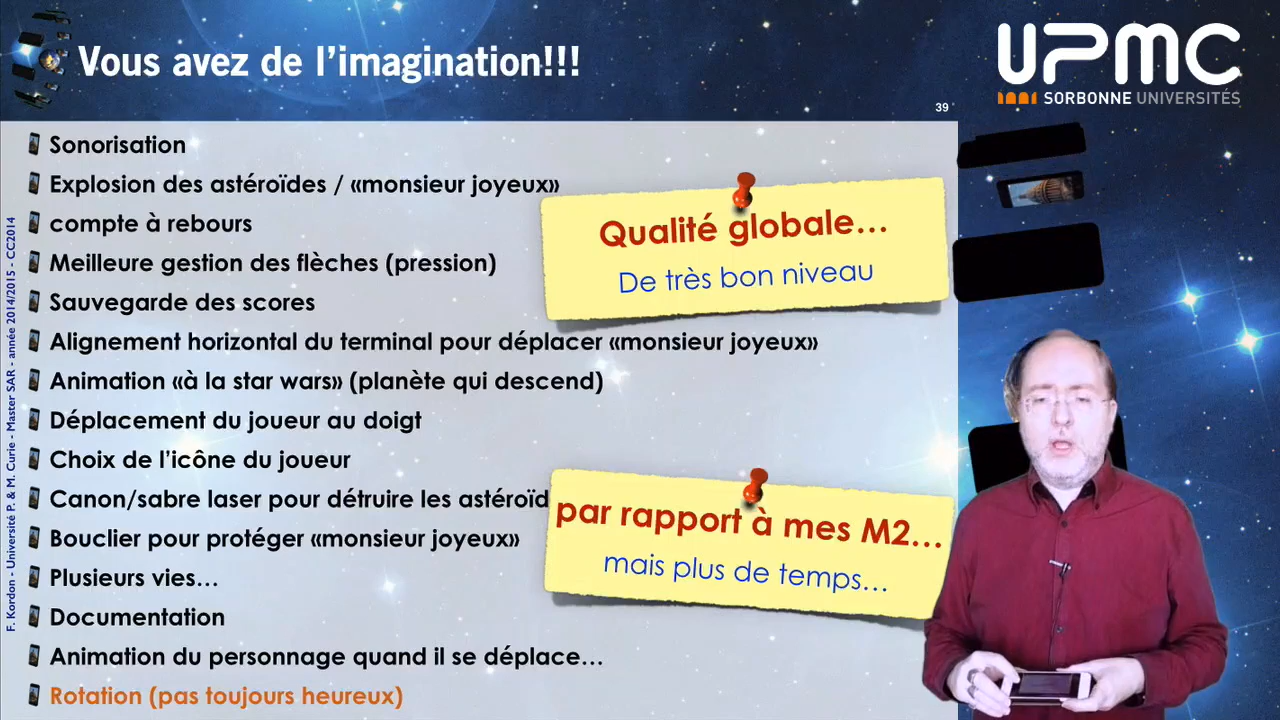 Vous avez de l’imagination!!!
UPMC
SORBONNE UNIVERSITÉS
39
Sonorisation
Explosion des astéroïdes / «monsieur joyeux»
compte à rebours
Meilleure gestion des flèches (pression)
Sauvegarde des scores
Alignement horizontal du terminal pour déplacer «monsieur joyeux»
Animation «à la star wars» (planète qui descend)
Déplacement du joueur au doigt
Choix de l’icône du joueur
Canon/sabre laser pour détruire les astéroïd
Bouclier pour protéger «monsieur joyeux»
Plusieurs vies…
Documentation
Animation du personnage quand il se déplace…
Rotation (pas toujours heureux)
Qualité globale…
De très bon niveau
par rapport à mes M2…
mais plus de temps…
F. Kordon - Université P. & M. Curie - Master SAR - année 2014/2015 - CC2014